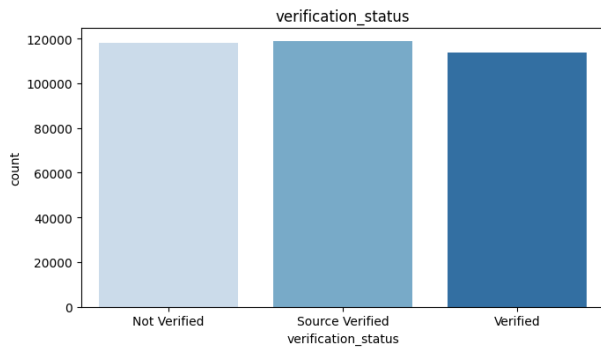 verification_status
120000
100000
80000
60000
40000
20000
0
count
Not Verified
Source Verified
Verified
verification_status